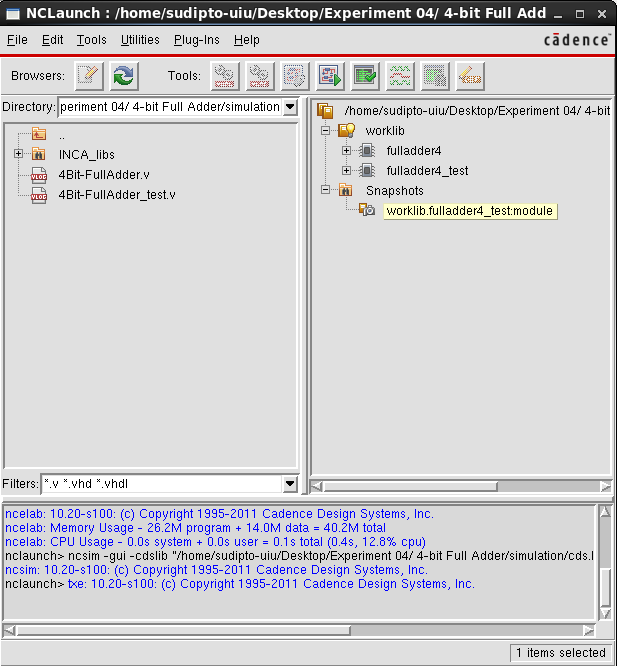 NCLaunch : /home/sudipto-uiu/Desktop/Experiment 04/ 4-bit Full Add
File Edit Tools Utilities Plug-Ins Help cādence
Browsers: Tools:
Directory: periment 04/ 4-bit Full Adder/simulation
..
INCA_libs
4Bit-FullAdder.v
4Bit-FullAdder_test.v
/home/sudipto-uiu/Desktop/Experiment 04/ 4-bit
worklib
fulladder4
fulladder4_test
Snapshots
worklib.fulladder4_test:module
Filters: *.v *.vhd *.vhdl
ncelab: 10.20-s100: (c) Copyright 1995-2011 Cadence Design Systems, Inc.
ncelab: Memory Usage - 26.2M program + 14.0M data = 40.2M total
ncelab: CPU Usage - 0.0s system + 0.0s user = 0.1s total (0.4s, 12.8% cpu)
nclaunch> ncsim -gui -cdslib "/home/sudipto-uiu/Desktop/Experiment 04/ 4-bit Full Adder/simulation/cds.l
ncsim: 10.20-s100: (c) Copyright 1995-2011 Cadence Design Systems, Inc.
nclaunch> txe: 10.20-s100: (c) Copyright 1995-2011 Cadence Design Systems, Inc.
1 items selected